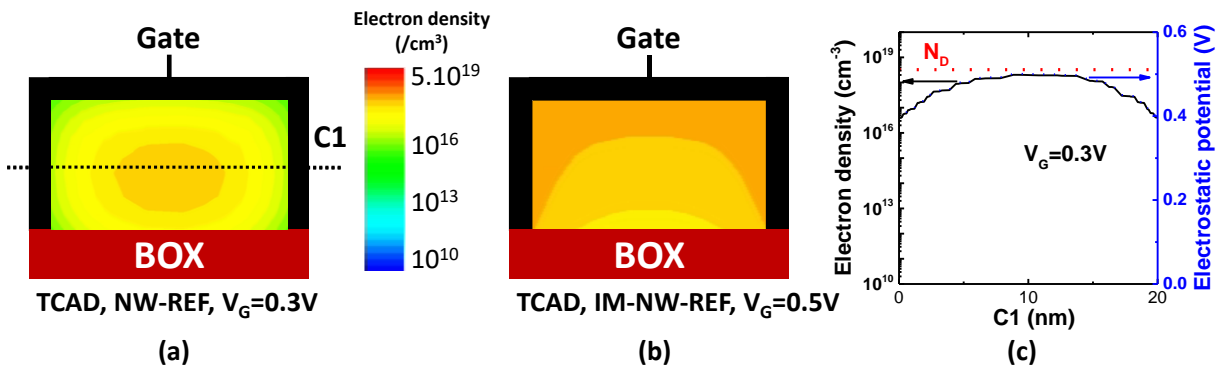 Gate
C1
BOX
TCAD, NW-REF, V_G=0.3V
(a)
Electron density
(/cm³)
5.10¹⁹
10¹⁶
10¹³
10¹⁰
Gate
BOX
TCAD, IM-NW-REF, V_G=0.5V
(b)
Electron density (cm⁻³)
10¹⁹
10¹⁶
10¹³
10¹⁰
N_D
V_G=0.3V
0.6
0.4
0.2
0.0
Electrostatic potential (V)
0
10
20
C1 (nm)
(c)